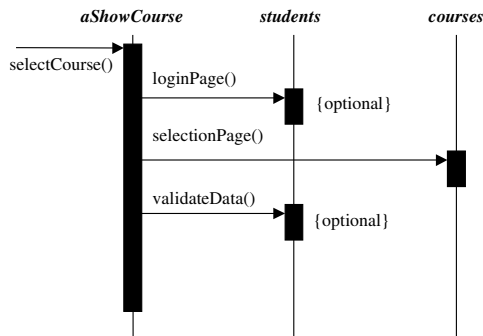 aShowCourse students courses
selectCourse()
loginPage()
{optional}
selectionPage()
validateData()
{optional}